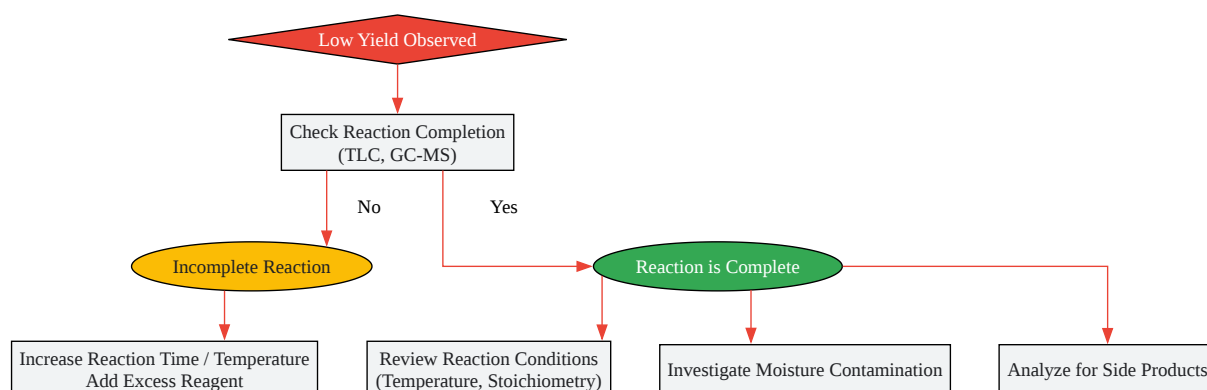 Low Yield Observed
Check Reaction Completion
(TLC, GC-MS)
No
Yes
Incomplete Reaction
Reaction is Complete
Increase Reaction Time / Temperature
Add Excess Reagent
Review Reaction Conditions
(Temperature, Stoichiometry)
Investigate Moisture Contamination
Analyze for Side Products